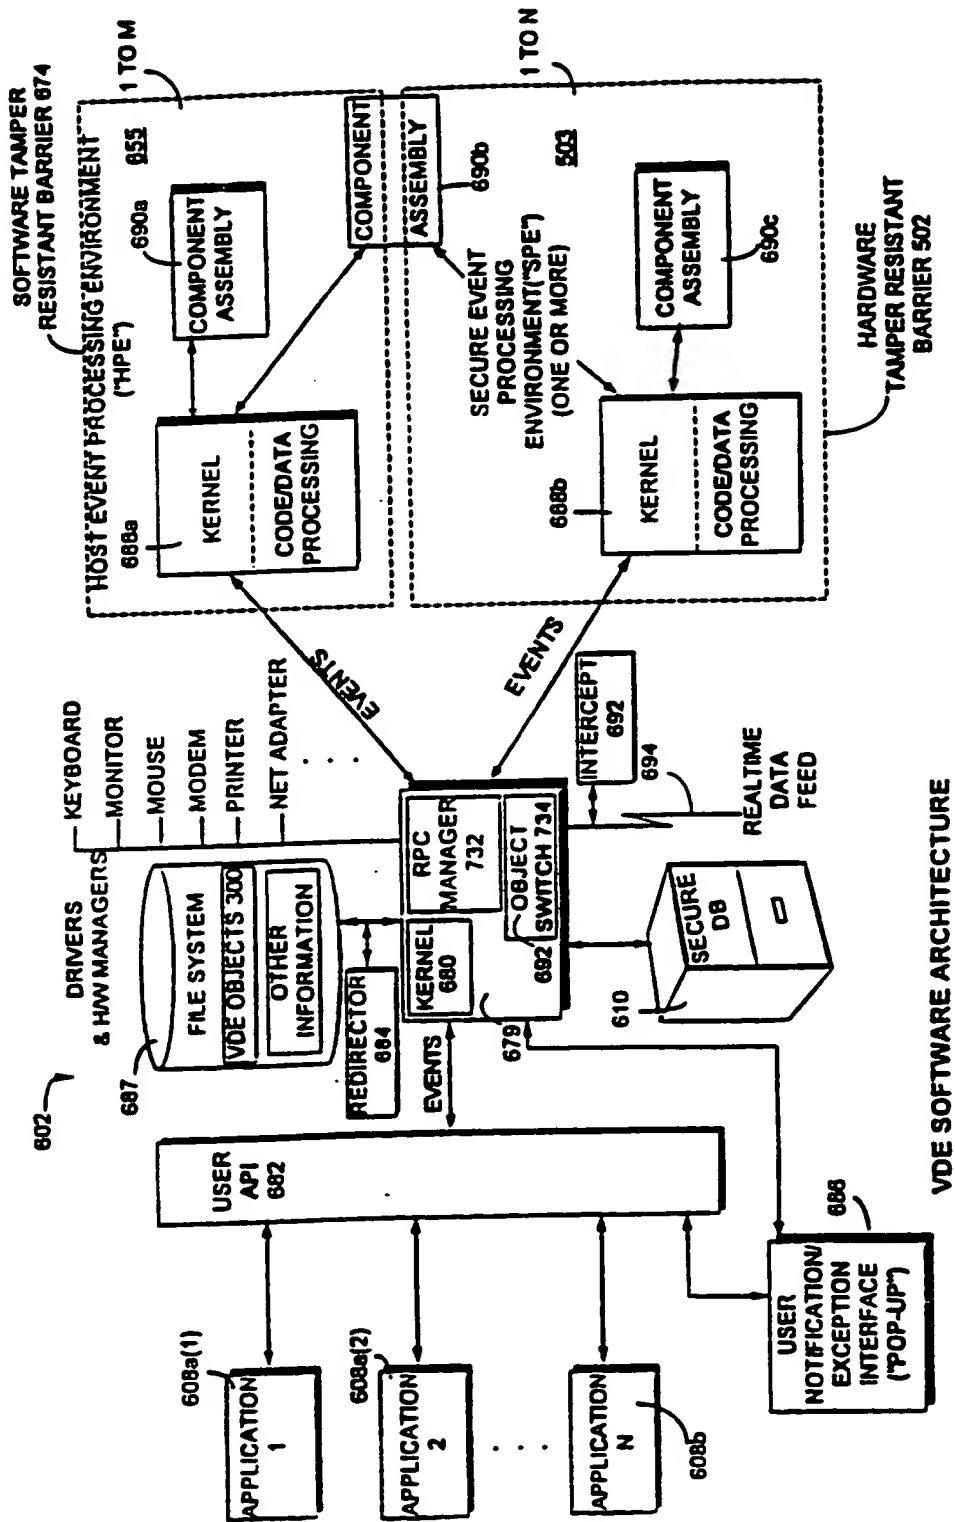 602
DRIVERS
& H/W MANAGERS
KEYBOARD
MONITOR
MOUSE
MODEM
PRINTER
NET ADAPTER
. . . .
SOFTWARE TAMPER
RESISTANT BARRIER 674
HOST EVENT PROCESSING ENVIRONMENT
("HPE")
655
1 TO M
690a
COMPONENT
ASSEMBLY
688a
KERNEL
CODE/DATA
PROCESSING
COMPONENT
ASSEMBLY
690b
1 TO N
503
SECURE EVENT
PROCESSING
ENVIRONMENT("SPE")
(ONE OR MORE)
COMPONENT
ASSEMBLY
690c
688b
KERNEL
CODE/DATA
PROCESSING
HARDWARE
TAMPER RESISTANT
BARRIER 502
687
FILE SYSTEM
VDE OBJECTS 300
OTHER
INFORMATION
REDIRECTOR
684
EVENTS
EVENTS
EVENTS
KERNEL
680
RPC
MANAGER
732
OBJECT
SWITCH 734
692
679
INTERCEPT
692
694
REALTIME
DATA
FEED
610
SECURE
DB
USER
API
682
608a(1)
APPLICATION
1
608a(2)
APPLICATION
2
. . . .
APPLICATION
N
608b
686
USER
NOTIFICATION/
EXCEPTION
INTERFACE
("POP-UP")
VDE SOFTWARE ARCHITECTURE